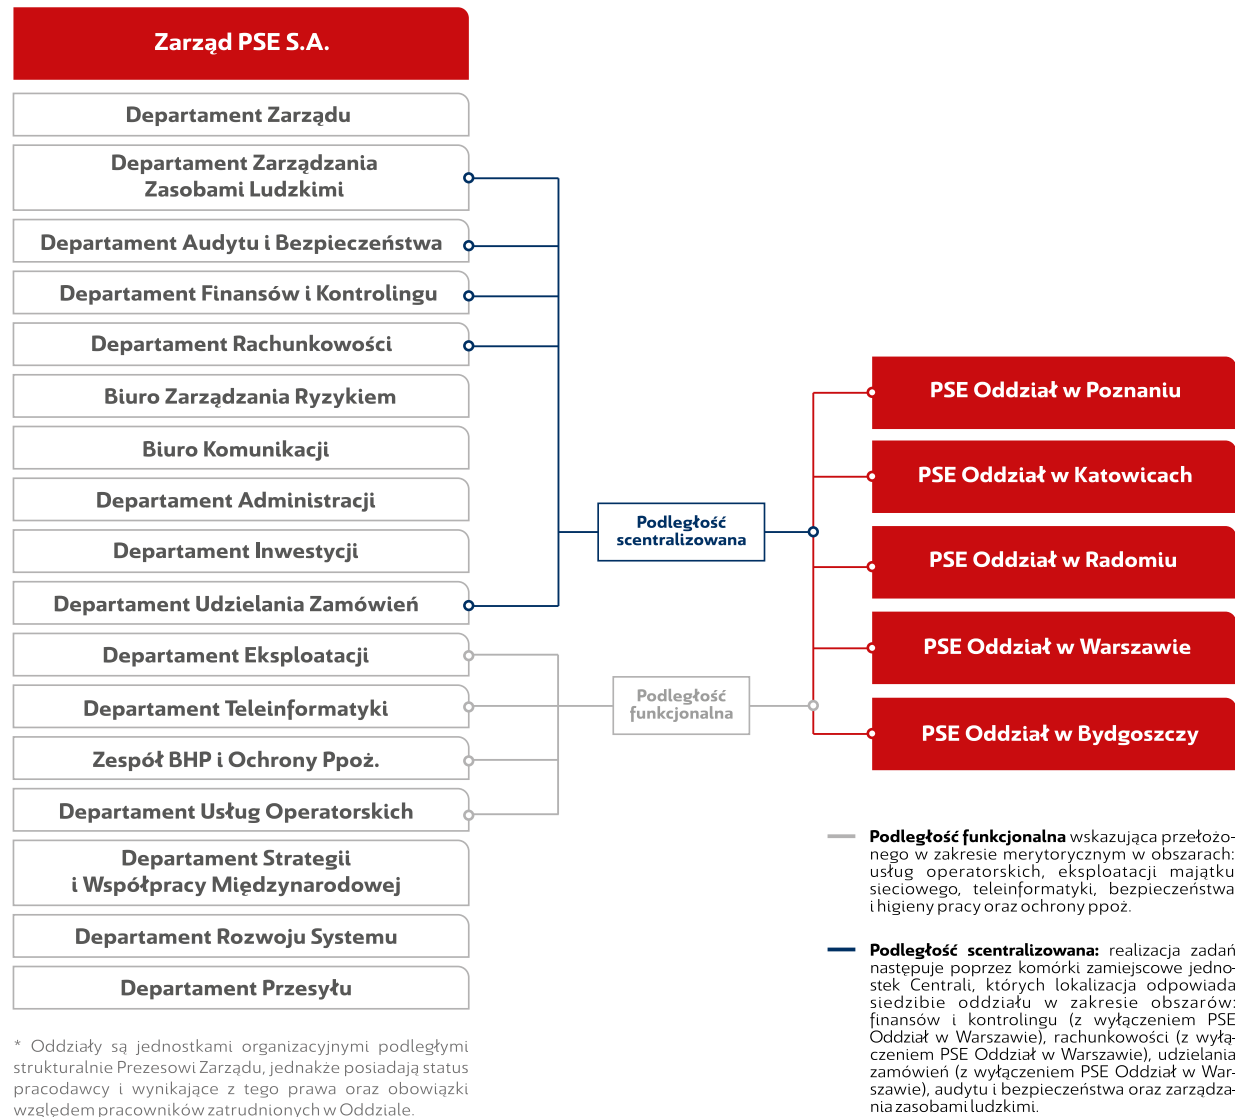 Zarząd PSE S.A.
Departament Zarządu
Departament Zarządzania
Zasobami Ludzkimi
Departament Audytu i Bezpieczeństwa
Departament Finansów i Kontrolingu
Departament Rachunkowości
Biuro Zarządzania Ryzykiem
Biuro Komunikacji
Departament Administracji
Departament Inwestycji
Departament Udzielania Zamówień
Departament Eksploatacji
Departament Teleinformatyki
Zespół BHP i Ochrony Ppoż.
Departament Usług Operatorskich
Departament Strategii
i Współpracy Międzynarodowej
Departament Rozwoju Systemu
Departament Przesyłu
* Oddziały są jednostkami organizacyjnymi podległymi
strukturalnie Prezesowi Zarządu, jednakże posiadają status
pracodawcy i wynikające z tego prawa oraz obowiązki
względem pracowników zatrudnionych w Oddziale.
Podległość
scentralizowana
Podległość
funkcjonalna
PSE Oddział w Poznaniu
PSE Oddział w Katowicach
PSE Oddział w Radomiu
PSE Oddział w Warszawie
PSE Oddział w Bydgoszczy
Podległość funkcjonalna wskazująca przełożo-
nego w zakresie merytorycznym w obszarach:
usług operatorskich, eksploatacji majątku
sieciowego, teleinformatyki, bezpieczeństwa
i higieny pracy oraz ochrony ppoż.
Podległość scentralizowana: realizacja zadań
następuje poprzez komórki zamiejscowe jedno-
stek Centrali, których lokalizacja odpowiada
siedzibie oddziału w zakresie obszarów:
finansów i kontrolingu (z wyłączeniem PSE
Oddział w Warszawie), rachunkowości (z wyłą-
czeniem PSE Oddział w Warszawie), udzielania
zamówień (z wyłączeniem PSE Oddział w War-
szawie), audytu i bezpieczeństwa oraz zarządza-
nia zasobami ludzkimi.